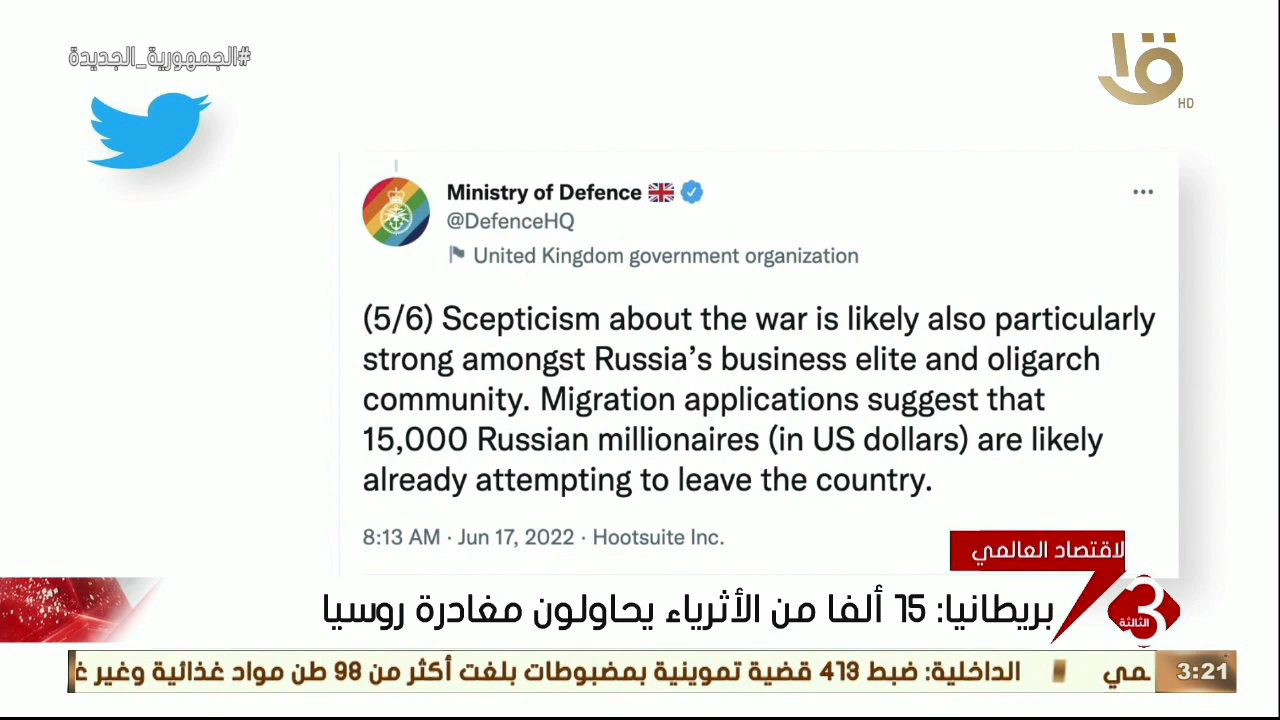 #الجمهورية_الجديدة
HD
Ministry of Defence
@DefenceHQ
United Kingdom government organization
(5/6) Scepticism about the war is likely also particularly
strong amongst Russia’s business elite and oligarch
community. Migration applications suggest that
15,000 Russian millionaires (in US dollars) are likely
already attempting to leave the country.
8:13 AM · Jun 17, 2022 · Hootsuite Inc.
لاقتصاد العالمي
بريطانيا: 15 ألفا من الأثرياء يحاولون مغادرة روسيا
3
الثالثة
3:21
ـمي الداخلية: ضبط 413 قضية تموينية بمضبوطات بلغت أكثر من 98 طن مواد غذائية وغير غ